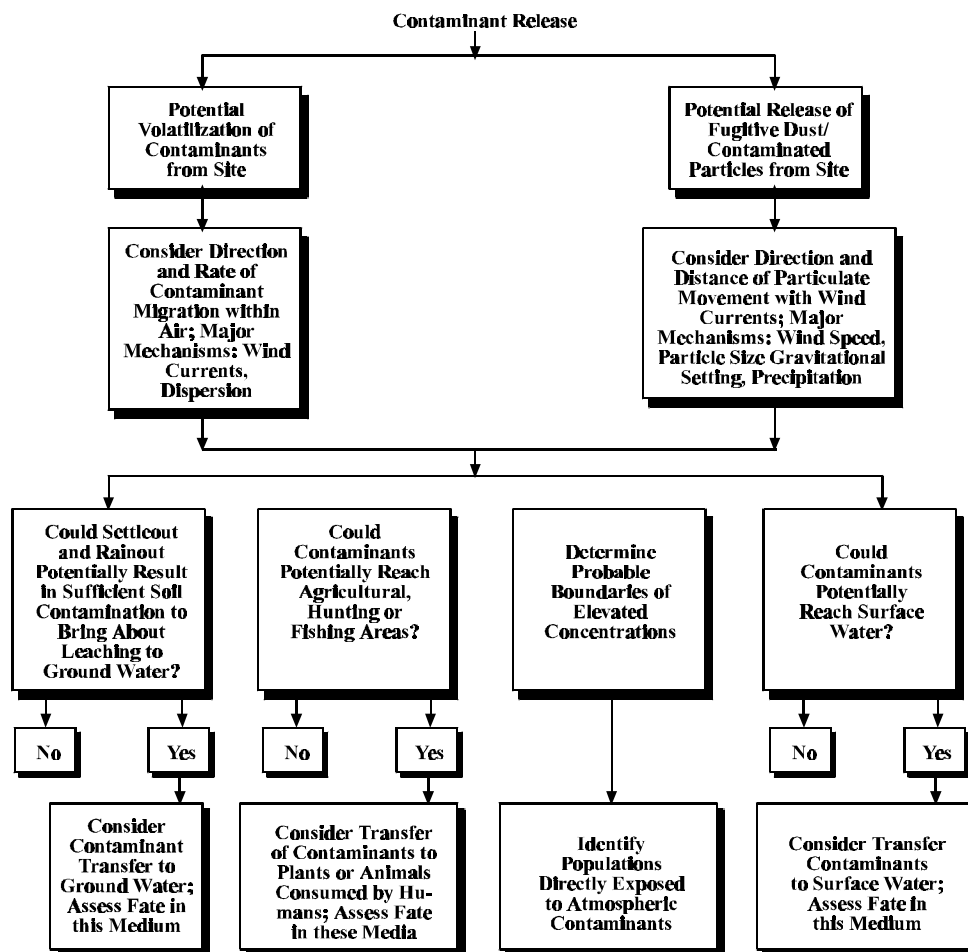 Contaminant Release
Potential
Volatilization of
Contaminants
from Site
Potential Release of
Fugitive Dust/
Contaminated
Particles from Site
Consider Direction
and Rate of
Contaminant
Migration within
Air; Major
Mechanisms: Wind
Currents,
Dispersion
Consider Direction and
Distance of Particulate
Movement with Wind
Currents; Major
Mechanisms: Wind Speed,
Particle Size Gravitational
Setting, Precipitation
Could Settleout
and Rainout
Potentially Result
in Sufficient Soil
Contamination to
Bring About
Leaching to
Ground Water?
Could
Contaminants
Potentially Reach
Agricultural,
Hunting or
Fishing Areas?
Determine
Probable
Boundaries of
Elevated
Concentrations
Could
Contaminants
Potentially
Reach Surface
Water?
No
Yes
No
Yes
No
Yes
Consider
Contaminant
Transfer to
Ground Water;
Assess Fate in
this Medium
Consider Transfer
of Contaminants to
Plants or Animals
Consumed by Hu-
mans; Assess Fate
in these Media
Identify
Populations
Directly Exposed
to Atmospheric
Contaminants
Consider Transfer
Contaminants
to Surface Water;
Assess Fate in
this Medium